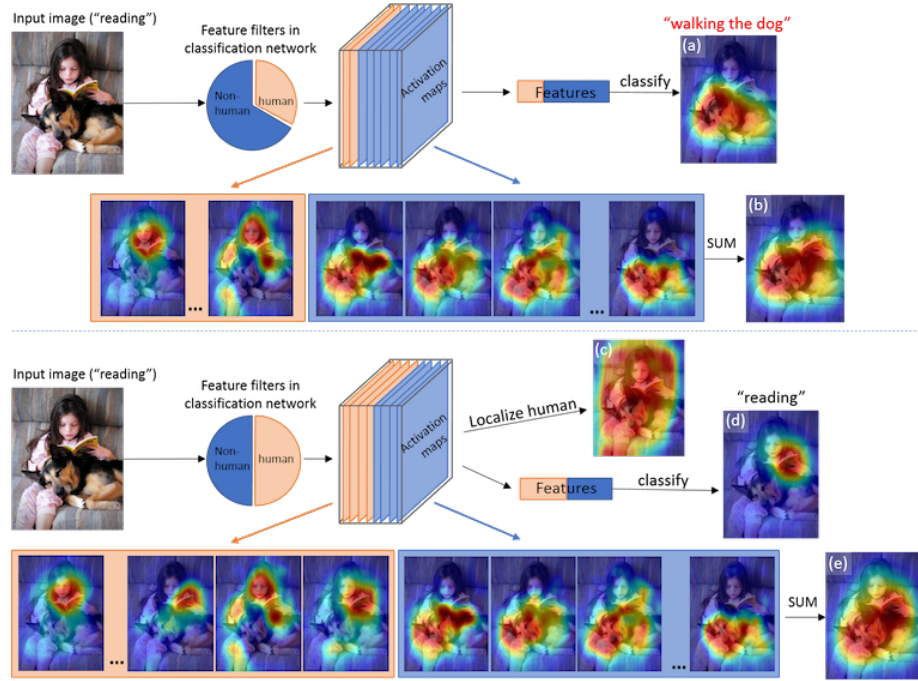 Input image (“reading”)
Feature filters in
classification network
Non-
human
human
Activation
maps
Features
classify
“walking the dog”
(a)
...
...
SUM
(b)
Input image (“reading”)
Feature filters in
classification network
Non-
human
human
Activation
maps
Localize human
(c)
Features
classify
“reading”
(d)
...
...
SUM
(e)